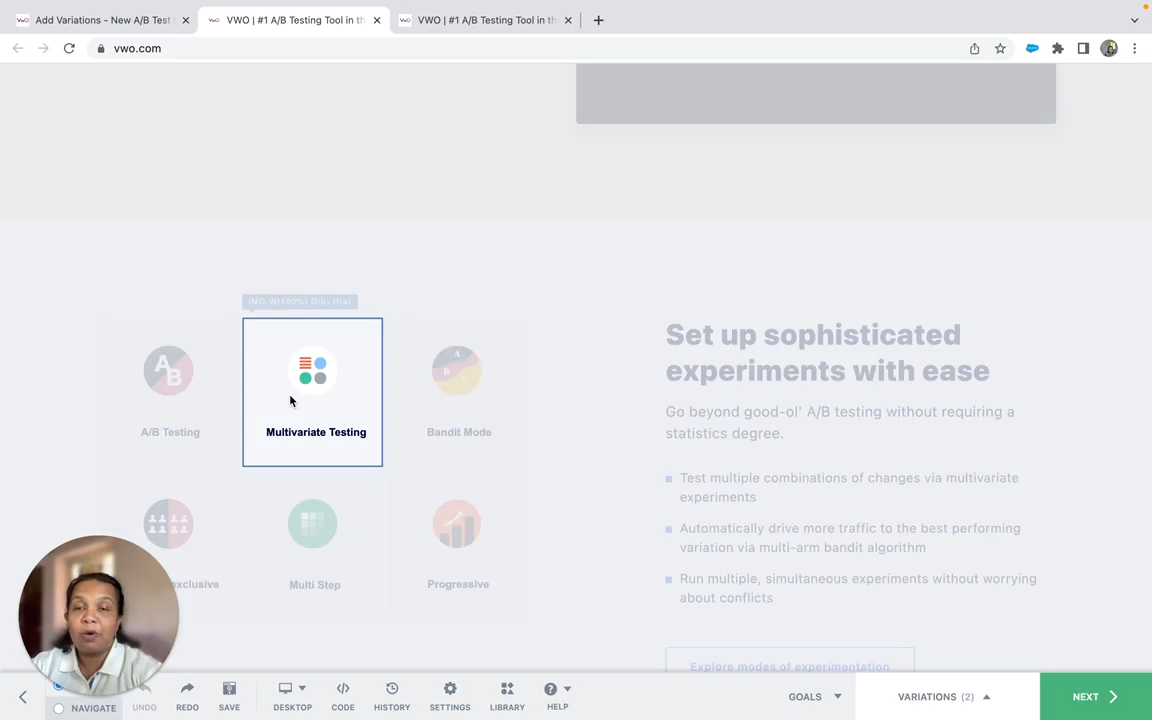 Add Variations - New A/B Test
VWO | #1 A/B Testing Tool in th
VWO | #1 A/B Testing Tool in th
vwo.com
IMG W(100%) D(b) H(a)
A/B Testing
Multivariate Testing
Bandit Mode
exclusive
Multi Step
Progressive
Set up sophisticated
experiments with ease
Go beyond good-ol' A/B testing without requiring a
statistics degree.
Test multiple combinations of changes via multivariate
experiments
Automatically drive more traffic to the best performing
variation via multi-arm bandit algorithm
Run multiple, simultaneous experiments without worrying
about conflicts
Explore modes of experimentation
NAVIGATE
UNDO
REDO
SAVE
DESKTOP
CODE
HISTORY
SETTINGS
LIBRARY
HELP
GOALS
VARIATIONS (2)
NEXT